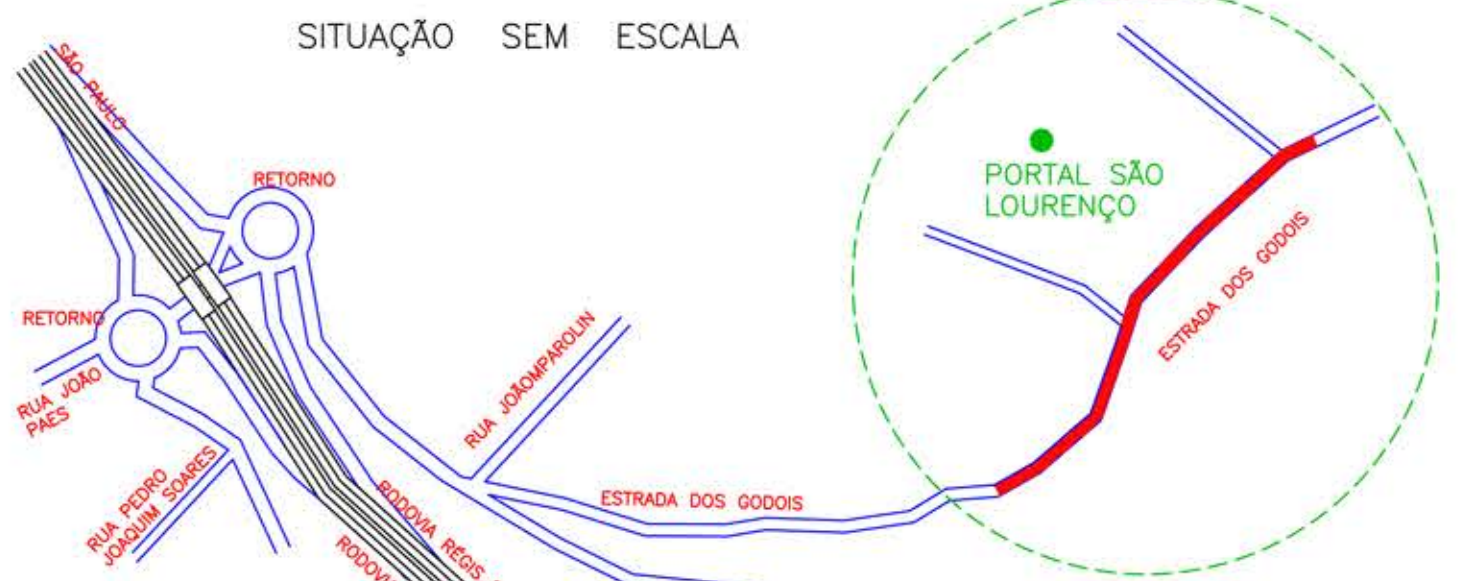 SITUAÇÃO SEM ESCALA
SÃO PAULO
RETORNO
PORTAL SÃO
LOURENÇO
RETORNO
RUA JOÃO
PAES
ESTRADA DOS GODOIS
RUA JOÃOMPAROLIN
RUA PEDRO
JOAQUIM SOARES
ESTRADA DOS GODOIS
RODOVIA RÉGIS